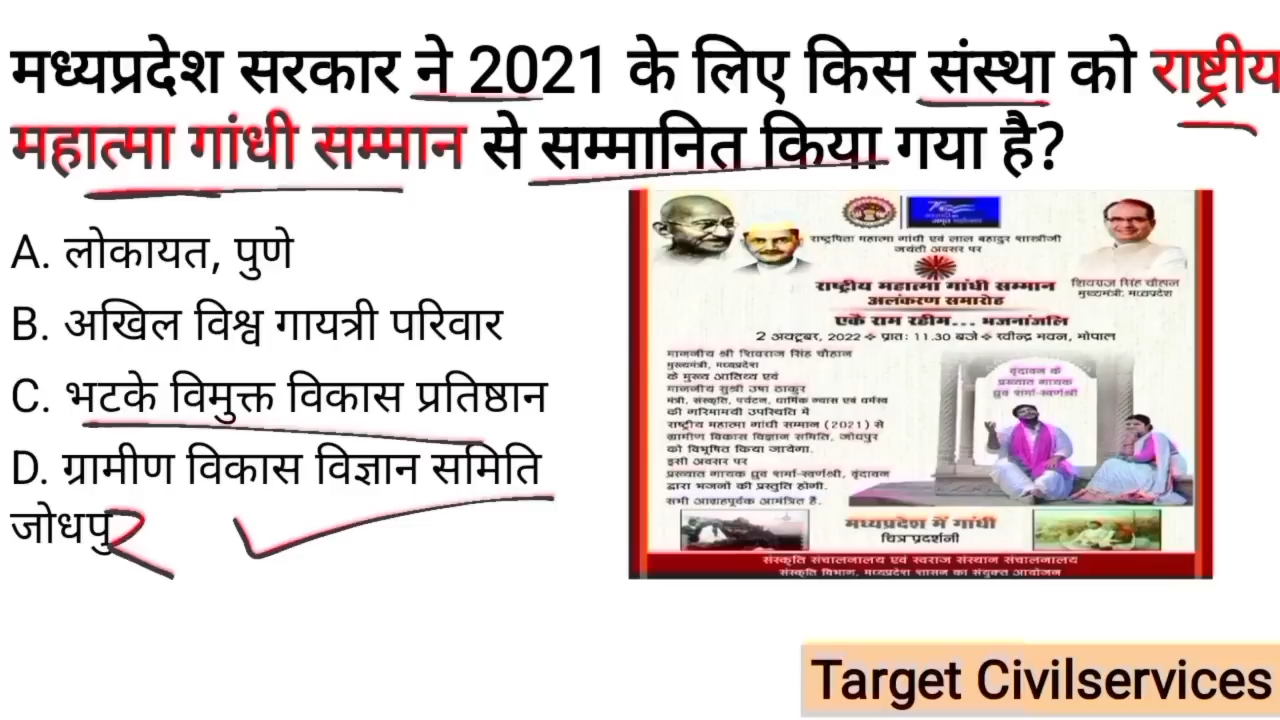 मध्यप्रदेश सरकार ने 2021 के लिए किस संस्था को राष्ट्रीय
महात्मा गांधी सम्मान से सम्मानित किया गया है?
A. लोकायत, पुणे
B. अखिल विश्व गायत्री परिवार
C. भटके विमुक्त विकास प्रतिष्ठान
D. ग्रामीण विकास विज्ञान समिति
जोधपुर
राष्ट्रपिता महात्मा गांधी एवं लाल बहादुर शास्त्रीजी
जयंती अवसर पर
राष्ट्रीय महात्मा गांधी सम्मान
अलंकरण समारोह
शिवराज सिंह चौहान
मुख्यमंत्री, मध्यप्रदेश
एकै राम रहीम... भजनांजलि
2 अक्टूबर, 2022 प्रातः 11.30 बजे रवीन्द्र भवन, भोपाल
माननीय श्री शिवराज सिंह चौहान
मुख्यमंत्री, मध्यप्रदेश
के मुख्य आतिथ्य एवं
माननीय सुश्री उषा ठाकुर
मंत्री, संस्कृति, पर्यटन, धार्मिक न्यास एवं धर्मस्व
की गरिमामयी उपस्थिति में
राष्ट्रीय महात्मा गांधी सम्मान (2021) से
ग्रामीण विकास विज्ञान समिति, जोधपुर
को विभूषित किया जायेगा.
इसी अवसर पर
प्रख्यात गायक ध्रुव शर्मा-स्वर्णश्री, वृंदावन
द्वारा भजनों की प्रस्तुति होगी.
सभी आग्रहपूर्वक आमंत्रित हैं.
वृंदावन के
प्रख्यात गायक
ध्रुव शर्मा-स्वर्णश्री
मध्यप्रदेश में गांधी
चित्र प्रदर्शनी
संस्कृति संचालनालय एवं स्वराज संस्थान संचालनालय
संस्कृति विभाग, मध्यप्रदेश शासन का संयुक्त आयोजन
Target Civilservices